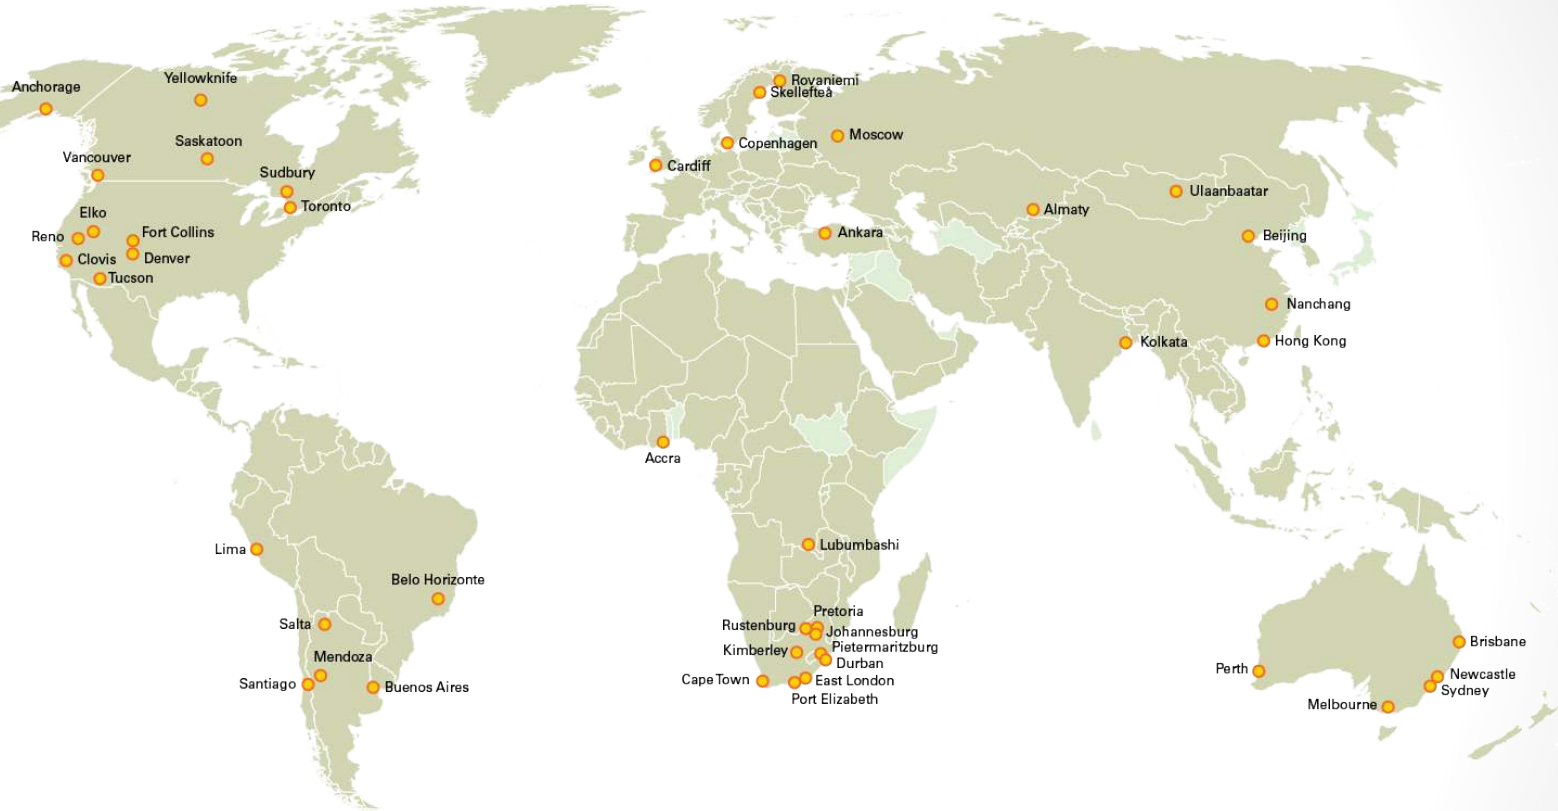 Anchorage
Yellowknife
Saskatoon
Vancouver
Sudbury
Toronto
Elko
Reno
Fort Collins
Clovis
Denver
Tucson
Lima
Belo Horizonte
Salta
Mendoza
Santiago
Buenos Aires
Rovaniemi
Skellefteå
Copenhagen
Moscow
Cardiff
Ankara
Almaty
Ulaanbaatar
Beijing
Nanchang
Kolkata
Hong Kong
Accra
Lubumbashi
Pretoria
Rustenburg
Johannesburg
Kimberley
Pietermaritzburg
Durban
Cape Town
East London
Port Elizabeth
Brisbane
Perth
Newcastle
Sydney
Melbourne